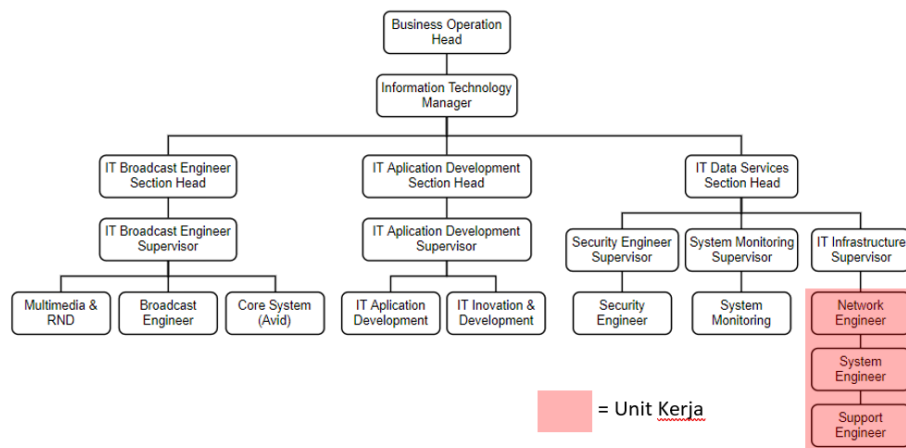 Business Operation
Head
Information Technology
Manager
IT Broadcast Engineer
Section Head
IT Aplication Development
Section Head
IT Data Services
Section Head
IT Broadcast Engineer
Supervisor
IT Aplication Development
Supervisor
Security Engineer
Supervisor
System Monitoring
Supervisor
IT Infrastructure
Supervisor
Multimedia &
RND
Broadcast
Engineer
Core System
(Avid)
IT Aplication
Development
IT Inovation &
Development
Security
Engineer
System
Monitoring
Network
Engineer
System
Engineer
Support
Engineer
= Unit Kerja